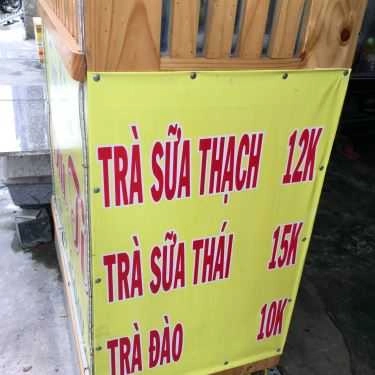 TRÀ SỮA THẠCH 12K
TRÀ SỮA THÁI 15K
TRÀ ĐÀO 10K